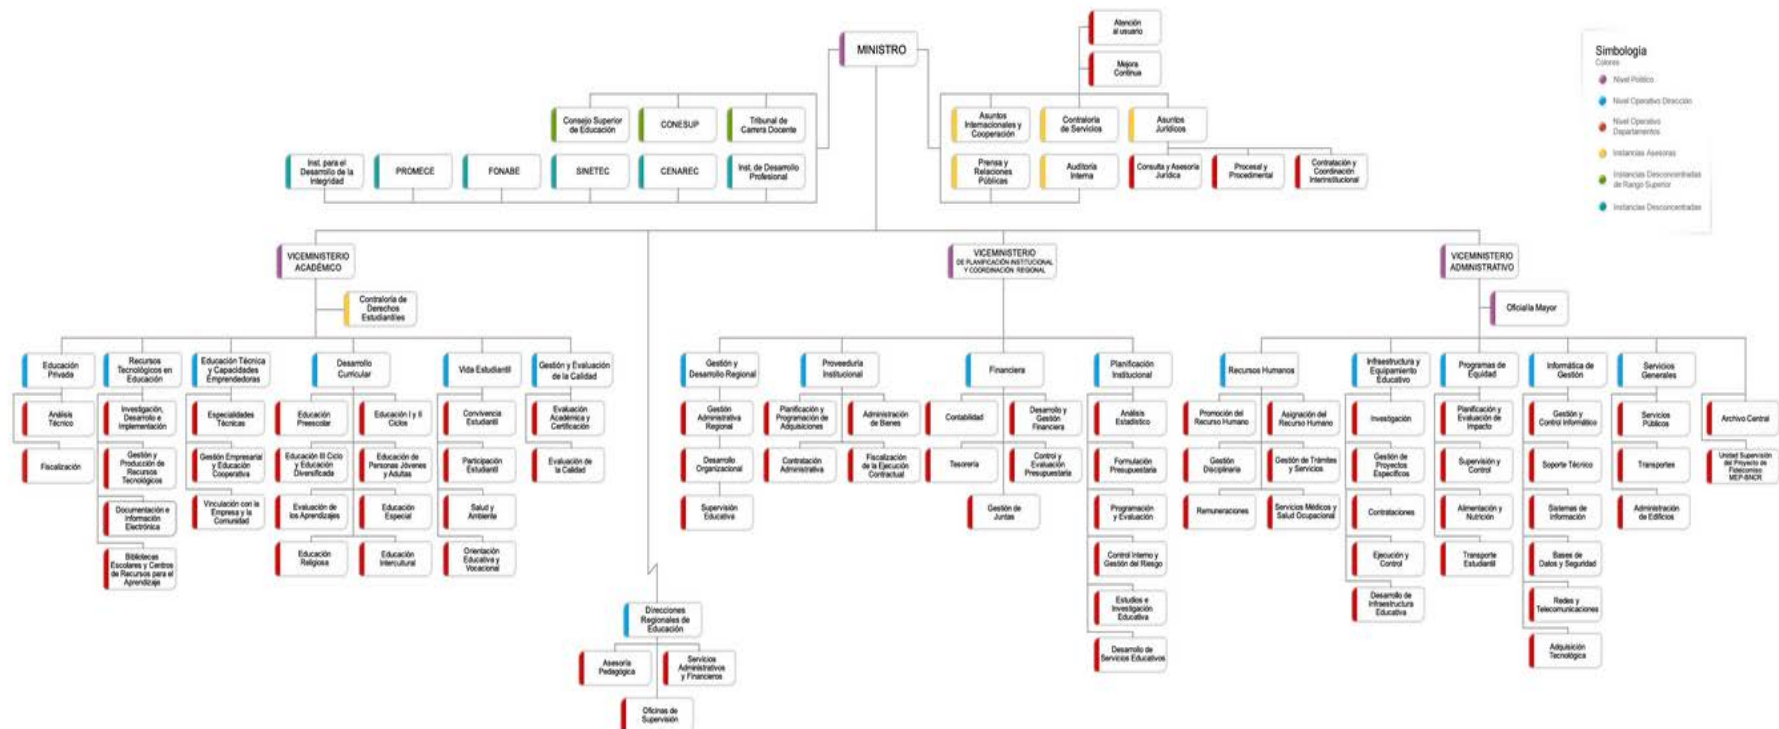 MINISTRO
Atención
al usuario
Mejora
Continua
Simbología
Colores
Nivel Político
Nivel Operativo Dirección
Nivel Operativo
Departamentos
Instancias Asesoras
Instancias Desconcentradas
de Rango Superior
Instancias Desconcentradas
Consejo Superior
de Educación
CONESUP
Tribunal de
Carrera Docente
Asuntos
Internacionales y
Cooperación
Contraloría
de Servicios
Asuntos
Jurídicos
Inst. para el
Desarrollo de la
Integridad
PROMECE
FONABE
SINETEC
CENAREC
Inst. de Desarrollo
Profesional
Prensa y
Relaciones
Públicas
Auditoría
Interna
Consulta y Asesoría
Jurídica
Procesal y
Procedimental
Contratación y
Coordinación
Interinstitucional
VICEMINISTERIO
ACADÉMICO
VICEMINISTERIO
DE PLANIFICACIÓN INSTITUCIONAL
Y COORDINACIÓN REGIONAL
VICEMINISTERIO
ADMINISTRATIVO
Contraloría de
Derechos
Estudiantiles
Oficialía Mayor
Educación
Privada
Análisis
Técnico
Fiscalización
Recursos
Tecnológicos en
Educación
Investigación,
Desarrollo e
Implementación
Gestión y
Producción de
Recursos
Tecnológicos
Documentación e
Información
Electrónica
Bibliotecas
Escolares y Centros
de Recursos para el
Aprendizaje
Educación Técnica
y Capacidades
Emprendedoras
Especialidades
Técnicas
Gestión Empresarial
y Educación
Cooperativa
Vinculación con la
Empresa y la
Comunidad
Desarrollo
Curricular
Educación
Preescolar
Educación I y II
Ciclos
Educación III Ciclo
y Educación
Diversificada
Educación de
Personas Jóvenes
y Adultas
Evaluación de
los Aprendizajes
Educación
Especial
Educación
Religiosa
Educación
Intercultural
Vida Estudiantil
Convivencia
Estudiantil
Participación
Estudiantil
Salud y
Ambiente
Orientación
Educativa y
Vocacional
Gestión y Evaluación
de la Calidad
Evaluación
Académica y
Certificación
Evaluación de
la Calidad
Direcciones
Regionales de
Educación
Asesoría
Pedagógica
Servicios
Administrativos
y Financieros
Oficinas de
Supervisión
Gestión y
Desarrollo Regional
Gestión
Administrativa
Regional
Desarrollo
Organizacional
Supervisión
Educativa
Proveeduría
Institucional
Planificación y
Programación de
Adquisiciones
Administración
de Bienes
Contratación
Administrativa
Fiscalización
de la Ejecución
Contractual
Financiera
Contabilidad
Desarrollo y
Gestión
Financiera
Tesorería
Control y
Evaluación
Presupuestaria
Gestión de
Juntas
Planificación
Institucional
Análisis
Estadístico
Formulación
Presupuestaria
Programación
y Evaluación
Control Interno y
Gestión del Riesgo
Estudios e
Investigación
Educativa
Desarrollo de
Servicios Educativos
Recursos Humanos
Promoción del
Recurso Humano
Asignación del
Recurso Humano
Gestión
Disciplinaria
Gestión de Trámites
y Servicios
Remuneraciones
Servicios Médicos y
Salud Ocupacional
Infraestructura y
Equipamiento
Educativo
Investigación
Gestión de
Proyectos
Específicos
Contrataciones
Ejecución y
Control
Desarrollo de
Infraestructura
Educativa
Programas de
Equidad
Planificación y
Evaluación de
Impacto
Supervisión y
Control
Alimentación y
Nutrición
Transporte
Estudiantil
Informática de
Gestión
Gestión y
Control Informático
Soporte Técnico
Sistemas de
Información
Bases de
Datos y Seguridad
Redes y
Telecomunicaciones
Adquisición
Tecnológica
Servicios
Generales
Servicios
Públicos
Transportes
Administración
de Edificios
Archivo Central
Unidad Supervisión
del Proyecto de
Fideicomiso
MEP-BNCR